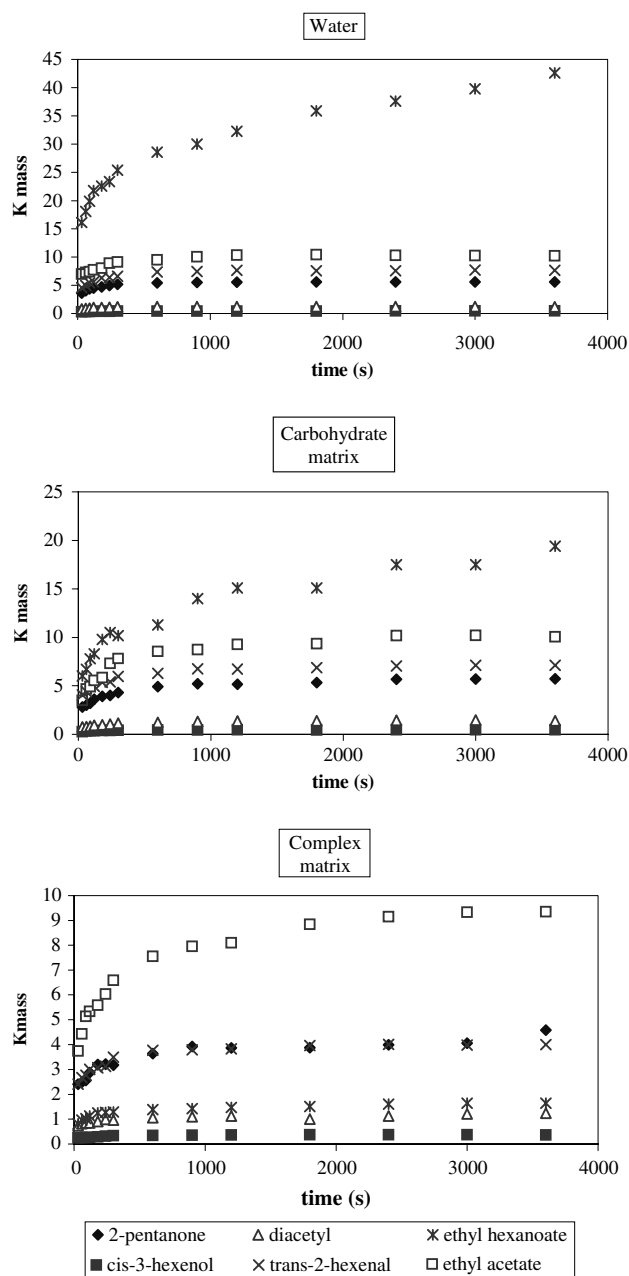 Water
45
40
35
30
25
20
15
10
5
0
K mass
0 1000 2000 3000 4000
time (s)
Carbohydrate
matrix
25
20
15
10
5
0
K mass
0 1000 2000 3000 4000
time (s)
Complex
matrix
10
9
8
7
6
5
4
3
2
1
0
Kmass
0 1000 2000 3000 4000
time (s)
2-pentanone diacetyl ethyl hexanoate
cis-3-hexenol trans-2-hexenal ethyl acetate